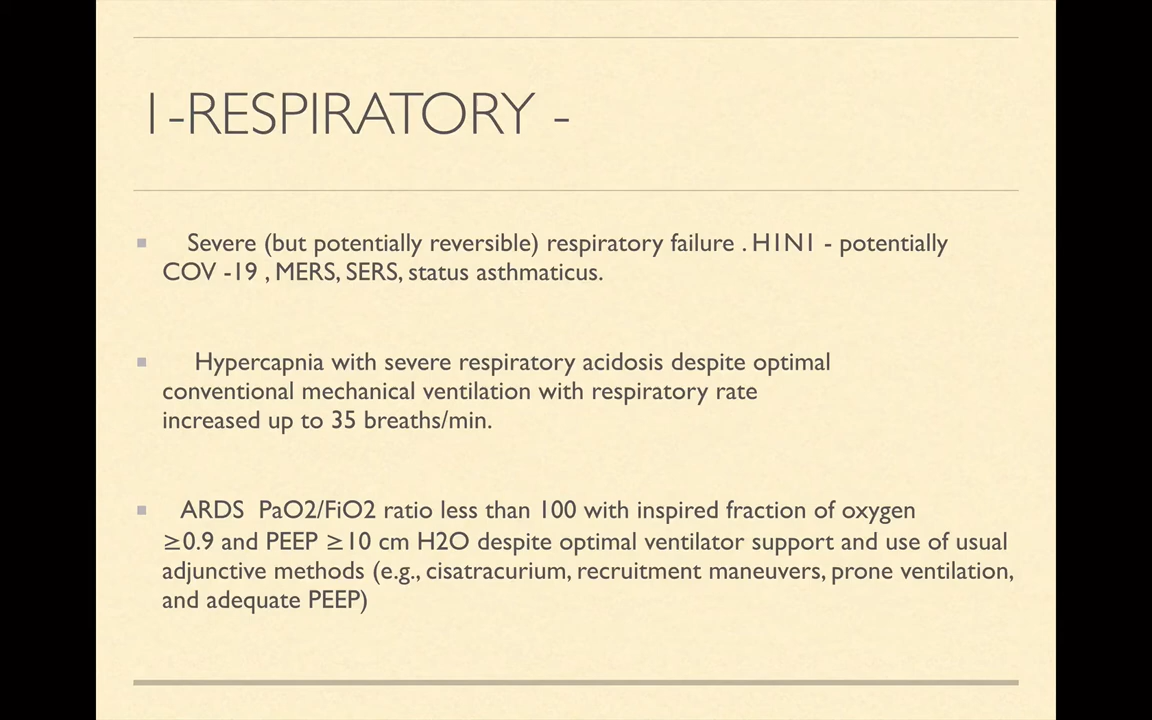 1-RESPIRATORY -
Severe (but potentially reversible) respiratory failure . H1N1 - potentially
COV -19 , MERS, SERS, status asthmaticus.
Hypercapnia with severe respiratory acidosis despite optimal
conventional mechanical ventilation with respiratory rate
increased up to 35 breaths/min.
ARDS PaO2/FiO2 ratio less than 100 with inspired fraction of oxygen
≥0.9 and PEEP ≥10 cm H2O despite optimal ventilator support and use of usual
adjunctive methods (e.g., cisatracurium, recruitment maneuvers, prone ventilation,
and adequate PEEP)